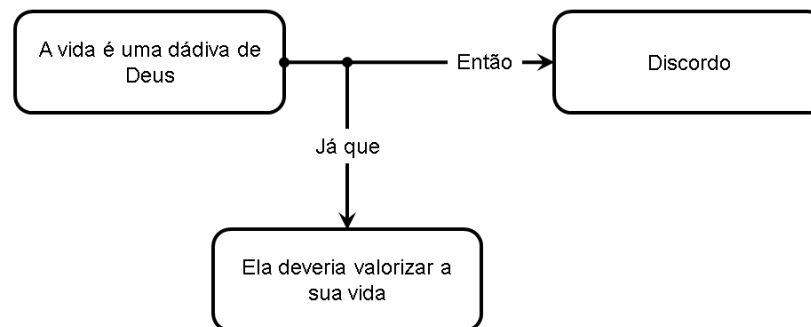 A vida é uma dádiva de
Deus
Então
Discordo
Já que
Ela deveria valorizar a
sua vida